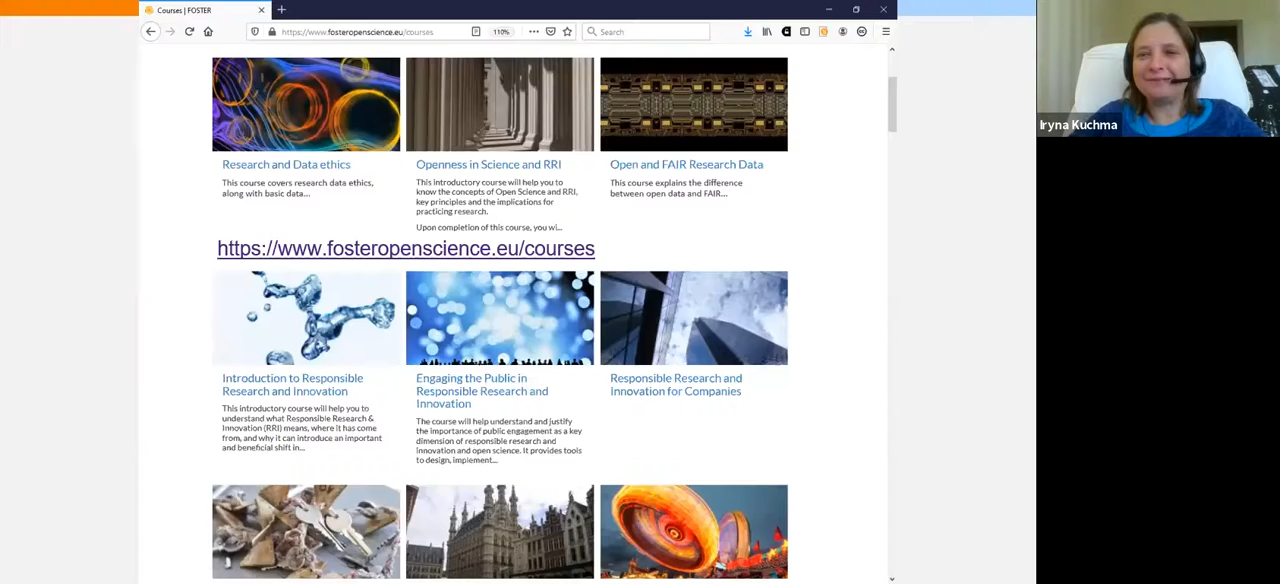 Courses | FOSTER
https://www.fosteropenscience.eu/courses
110%
Search
Iryna Kuchma
Research and Data ethics
This course covers research data ethics,
along with basic data...
Openness in Science and RRI
This introductory course will help you to
know the concepts of Open Science and RRI,
key principles and the implications for
practicing research.
Upon completion of this course, you wi...
Open and FAIR Research Data
This course explains the difference
between open data and FAIR...
https://www.fosteropenscience.eu/courses
Introduction to Responsible
Research and Innovation
This introductory course will help you to
understand what Responsible Research &
Innovation (RRI) means, where it has come
from, and why it can introduce an important
and beneficial shift in...
Engaging the Public in
Responsible Research and
Innovation
The course will help understand and justify
the importance of public engagement as a key
dimension of responsible research and
innovation and open science. It provides tools
to design, implement...
Responsible Research and
Innovation for Companies